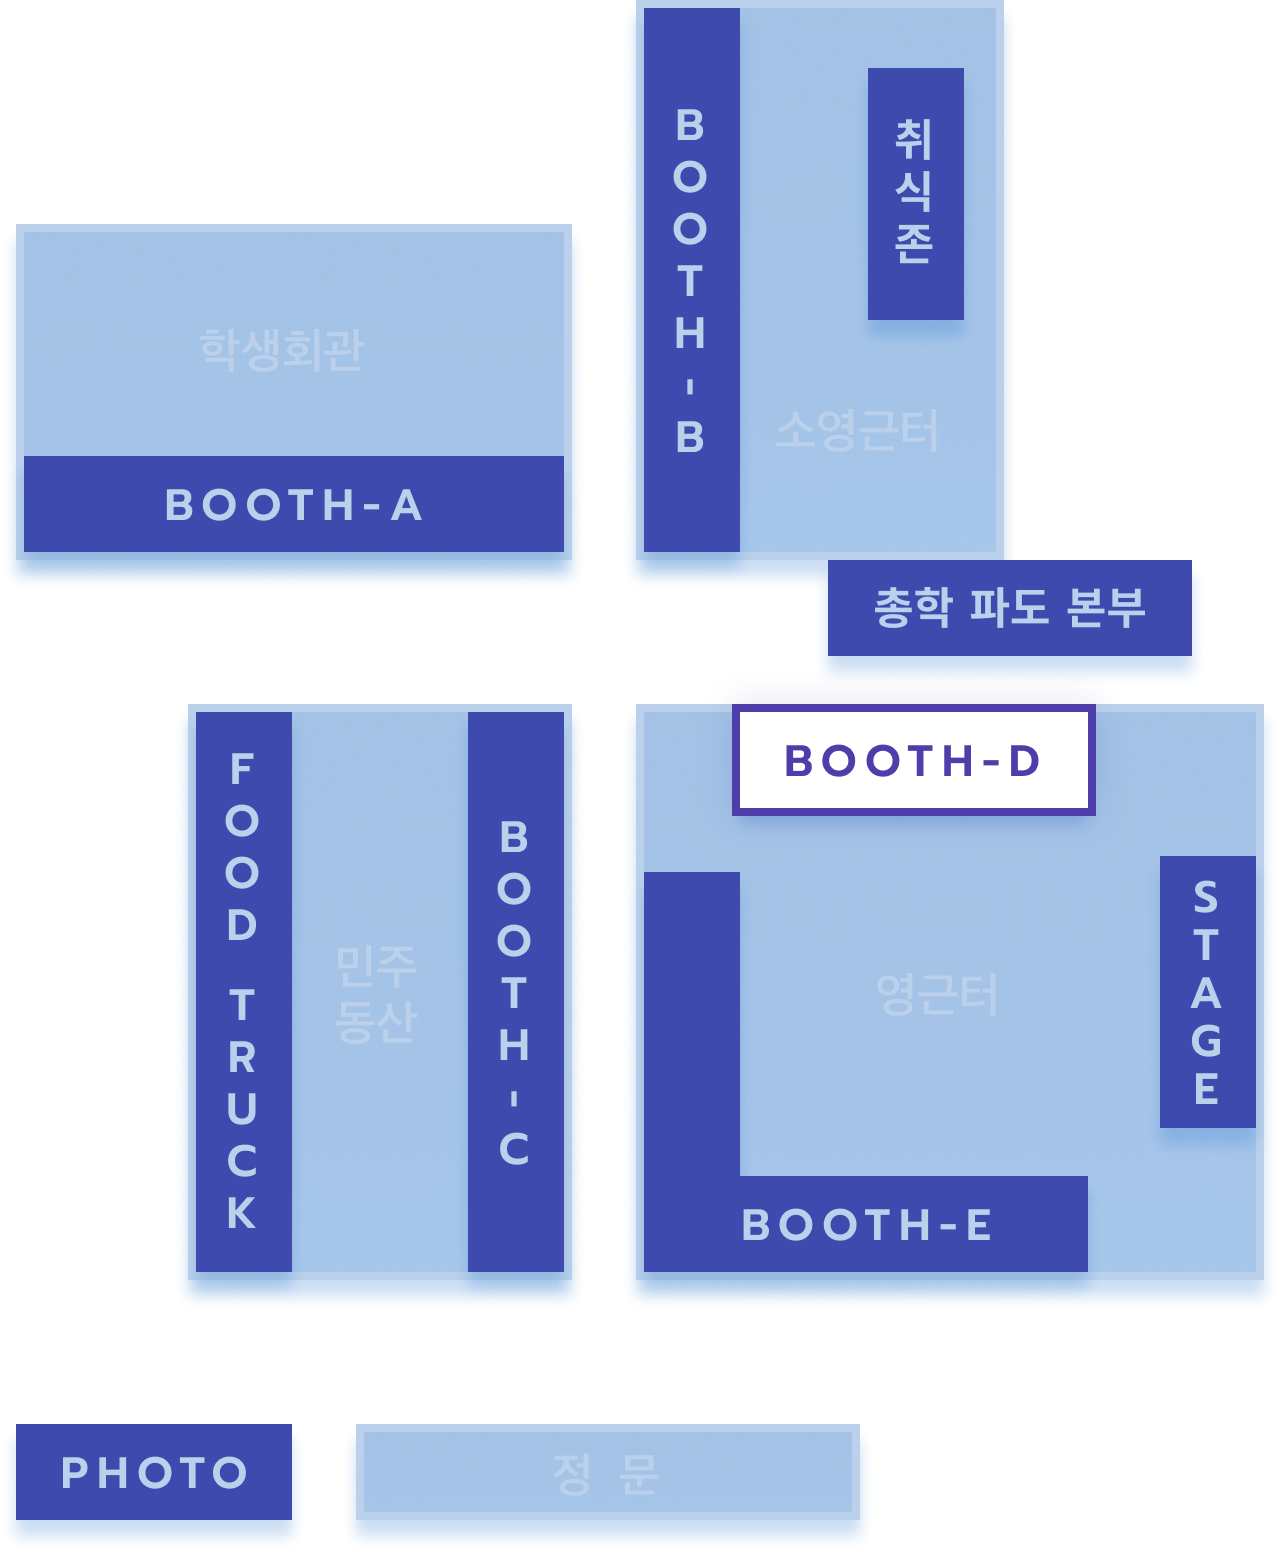 BOOTH-B
취식존
학생회관
소영근터
BOOTH-A
총학 파도 본부
FOOD TRUCK
BOOTH-C
BOOTH-D
민주
동산
영근터
STAGE
BOOTH-E
PHOTO
정 문